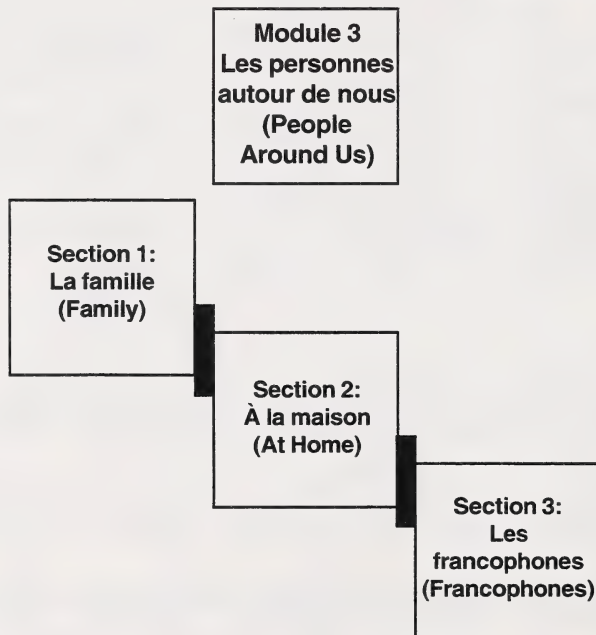 Module 3
Les personnes
autour de nous
(People
Around Us)
Section 1:
La famille
(Family)
Section 2:
À la maison
(At Home)
Section 3:
Les
francophones
(Francophones)